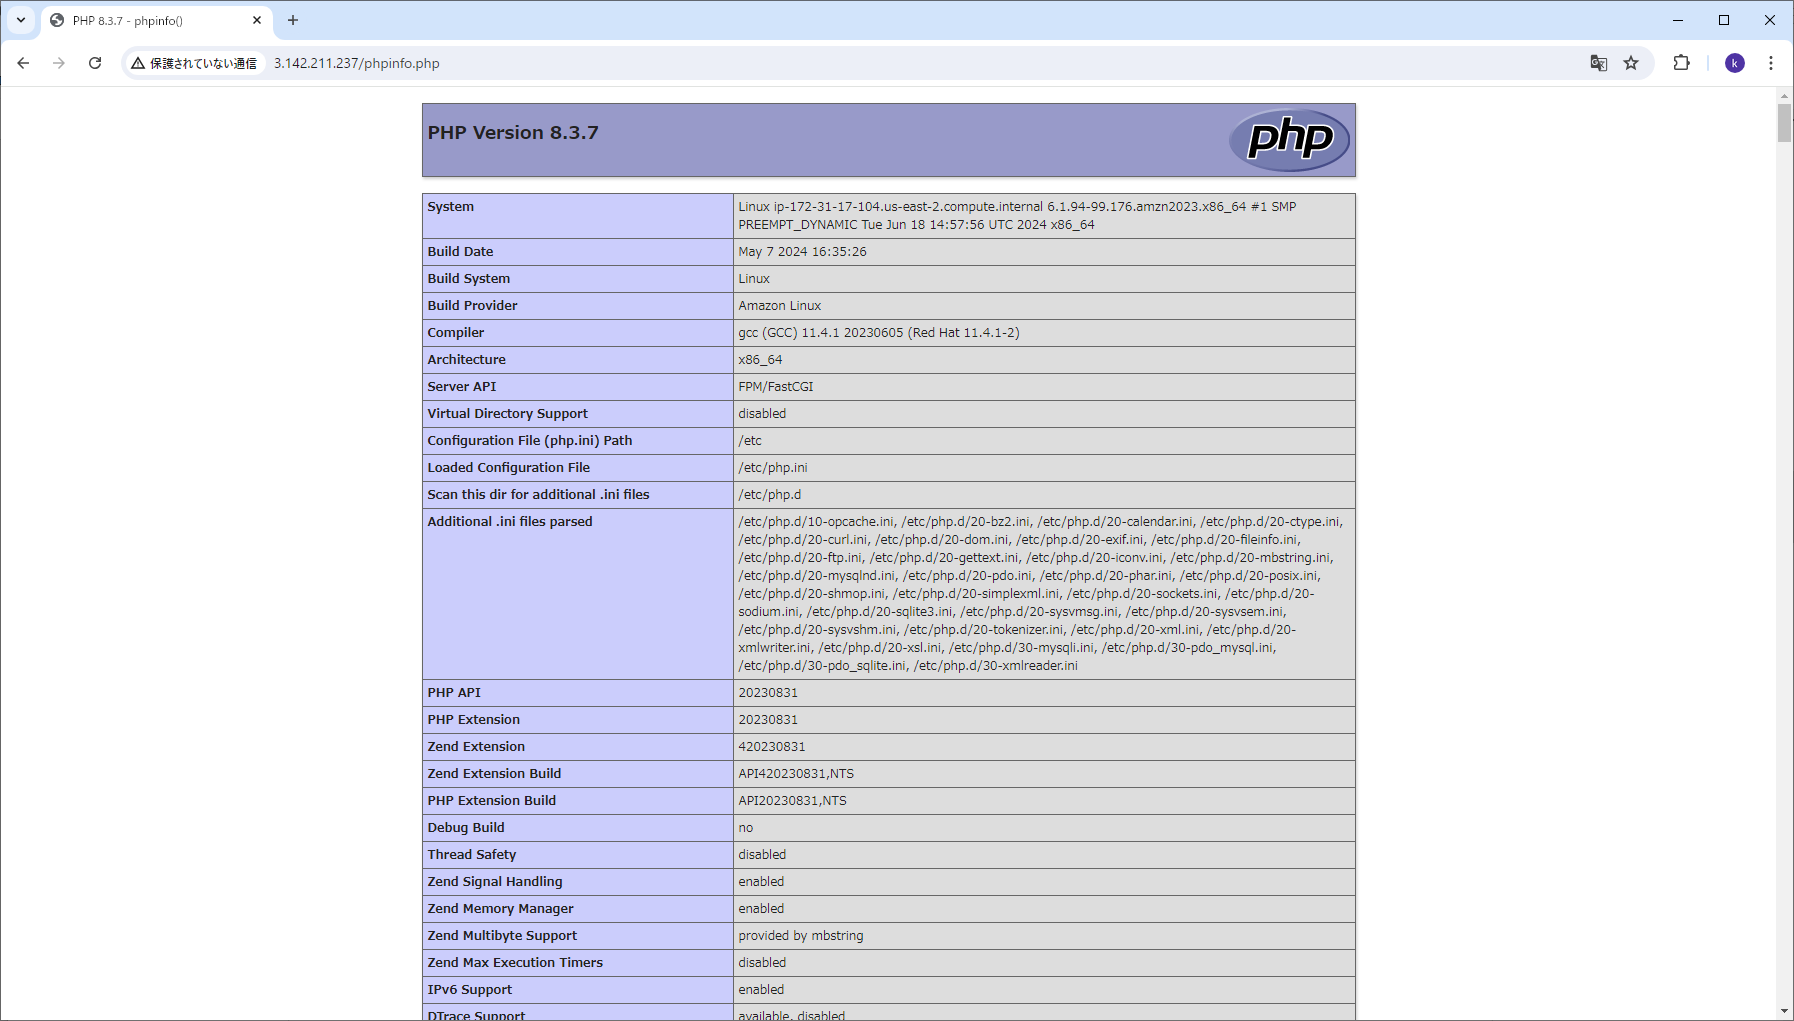 PHP 8.3.7 - phpinfo()
保護されていない通信 3.142.211.237/phpinfo.php
k
PHP Version 8.3.7
php
System Linux ip-172-31-17-104.us-east-2.compute.internal 6.1.94-99.176.amzn2023.x86_64 #1 SMP
PREEMPT_DYNAMIC Tue Jun 18 14:57:56 UTC 2024 x86_64
Build Date May 7 2024 16:35:26
Build System Linux
Build Provider Amazon Linux
Compiler gcc (GCC) 11.4.1 20230605 (Red Hat 11.4.1-2)
Architecture x86_64
Server API FPM/FastCGI
Virtual Directory Support disabled
Configuration File (php.ini) Path /etc
Loaded Configuration File /etc/php.ini
Scan this dir for additional .ini files /etc/php.d
Additional .ini files parsed /etc/php.d/10-opcache.ini, /etc/php.d/20-bz2.ini, /etc/php.d/20-calendar.ini, /etc/php.d/20-ctype.ini,
/etc/php.d/20-curl.ini, /etc/php.d/20-dom.ini, /etc/php.d/20-exif.ini, /etc/php.d/20-fileinfo.ini,
/etc/php.d/20-ftp.ini, /etc/php.d/20-gettext.ini, /etc/php.d/20-iconv.ini, /etc/php.d/20-mbstring.ini,
/etc/php.d/20-mysqlnd.ini, /etc/php.d/20-pdo.ini, /etc/php.d/20-phar.ini, /etc/php.d/20-posix.ini,
/etc/php.d/20-shmop.ini, /etc/php.d/20-simplexml.ini, /etc/php.d/20-sockets.ini, /etc/php.d/20-
sodium.ini, /etc/php.d/20-sqlite3.ini, /etc/php.d/20-sysvmsg.ini, /etc/php.d/20-sysvsem.ini,
/etc/php.d/20-sysvshm.ini, /etc/php.d/20-tokenizer.ini, /etc/php.d/20-xml.ini, /etc/php.d/20-
xmlwriter.ini, /etc/php.d/20-xsl.ini, /etc/php.d/30-mysqli.ini, /etc/php.d/30-pdo_mysql.ini,
/etc/php.d/30-pdo_sqlite.ini, /etc/php.d/30-xmlreader.ini
PHP API 20230831
PHP Extension 20230831
Zend Extension 420230831
Zend Extension Build API420230831,NTS
PHP Extension Build API20230831,NTS
Debug Build no
Thread Safety disabled
Zend Signal Handling enabled
Zend Memory Manager enabled
Zend Multibyte Support provided by mbstring
Zend Max Execution Timers disabled
IPv6 Support enabled
DTrace Support available, disabled